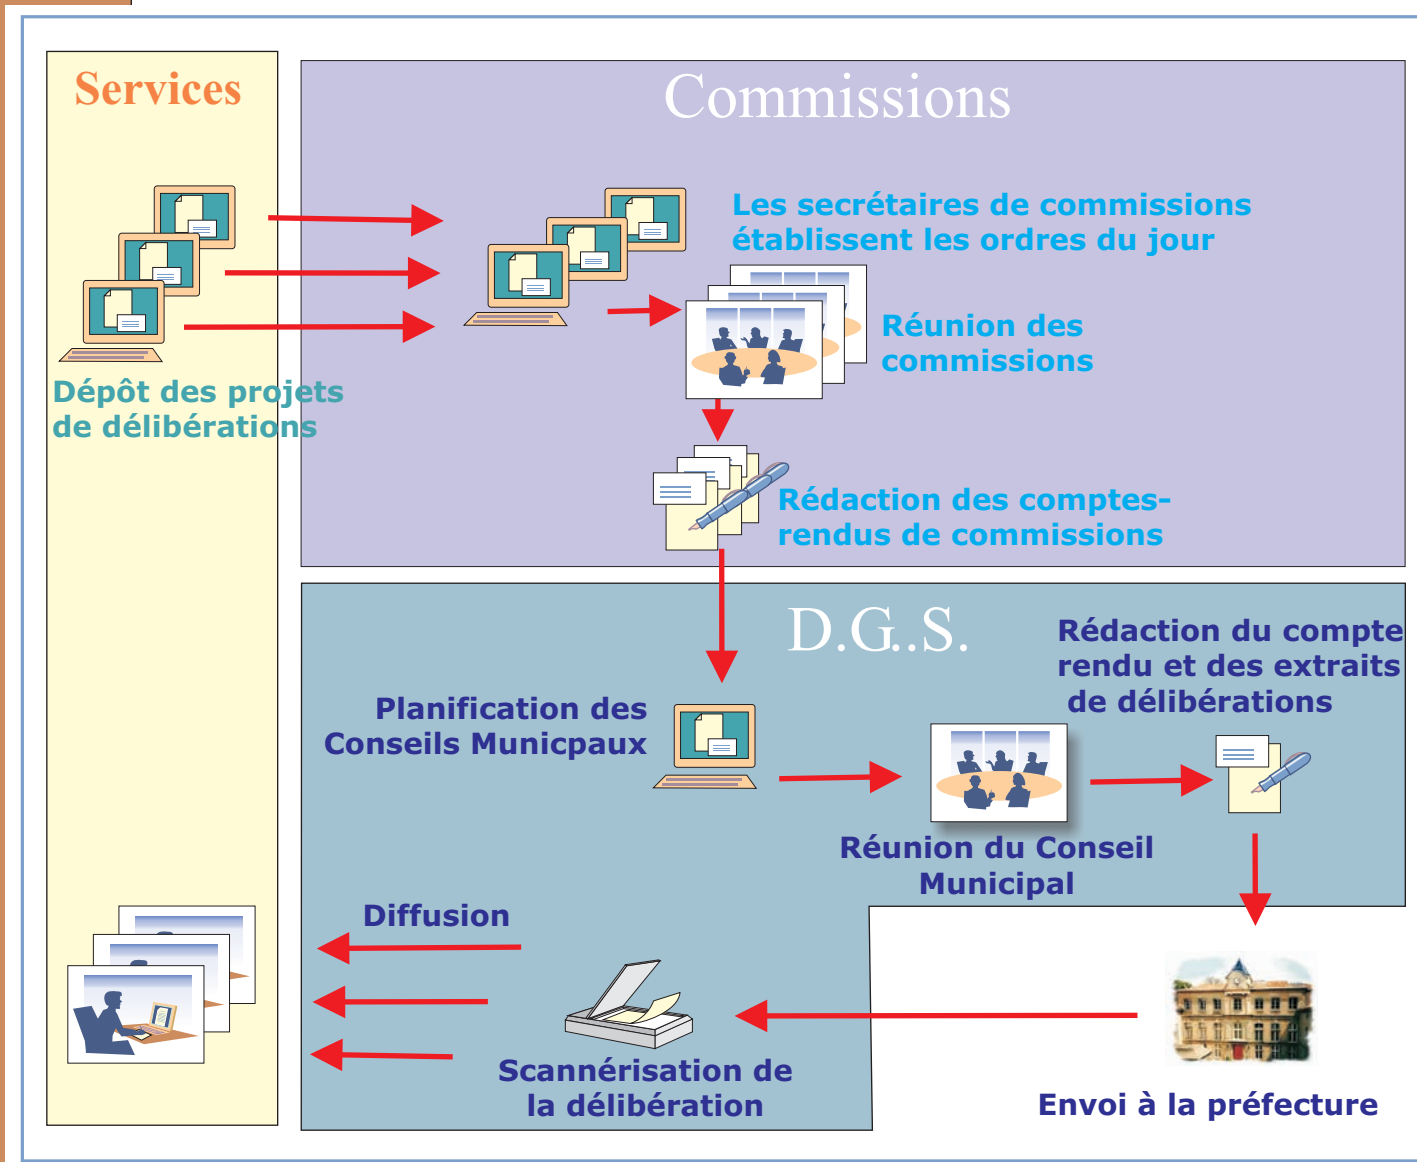 Services
Commissions
Les secrétaires de commissions
établissent les ordres du jour
Réunion des
commissions
Dépôt des projets
de délibérations
Rédaction des comptes-
rendus de commissions
D.G..S.
Rédaction du compte
rendu et des extraits
de délibérations
Planification des
Conseils Municpaux
Réunion du Conseil
Municipal
Diffusion
Scannérisation de
la délibération
Envoi à la préfecture